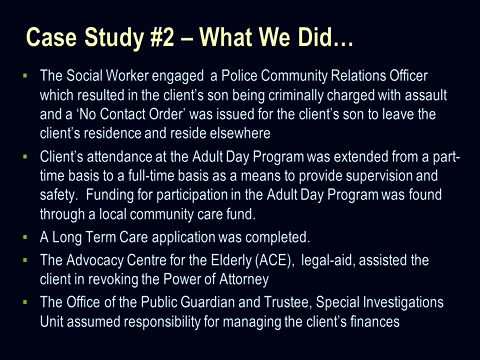 Case Study #2 – What We Did…
▪ The Social Worker engaged  a Police Community Relations Officer
which resulted in the client's son being criminally charged with assault
and a 'No Contact Order' was issued for the client's son to leave the
client's residence and reside elsewhere
▪ Client's attendance at the Adult Day Program was extended from a part-
time basis to a full-time basis as a means to provide supervision and
safety.  Funding for participation in the Adult Day Program was found
through a local community care fund.
▪ A Long Term Care application was completed.
▪ The Advocacy Centre for the Elderly (ACE),  legal-aid, assisted the
client in revoking the Power of Attorney
▪ The Office of the Public Guardian and Trustee, Special Investigations
Unit assumed responsibility for managing the client's finances